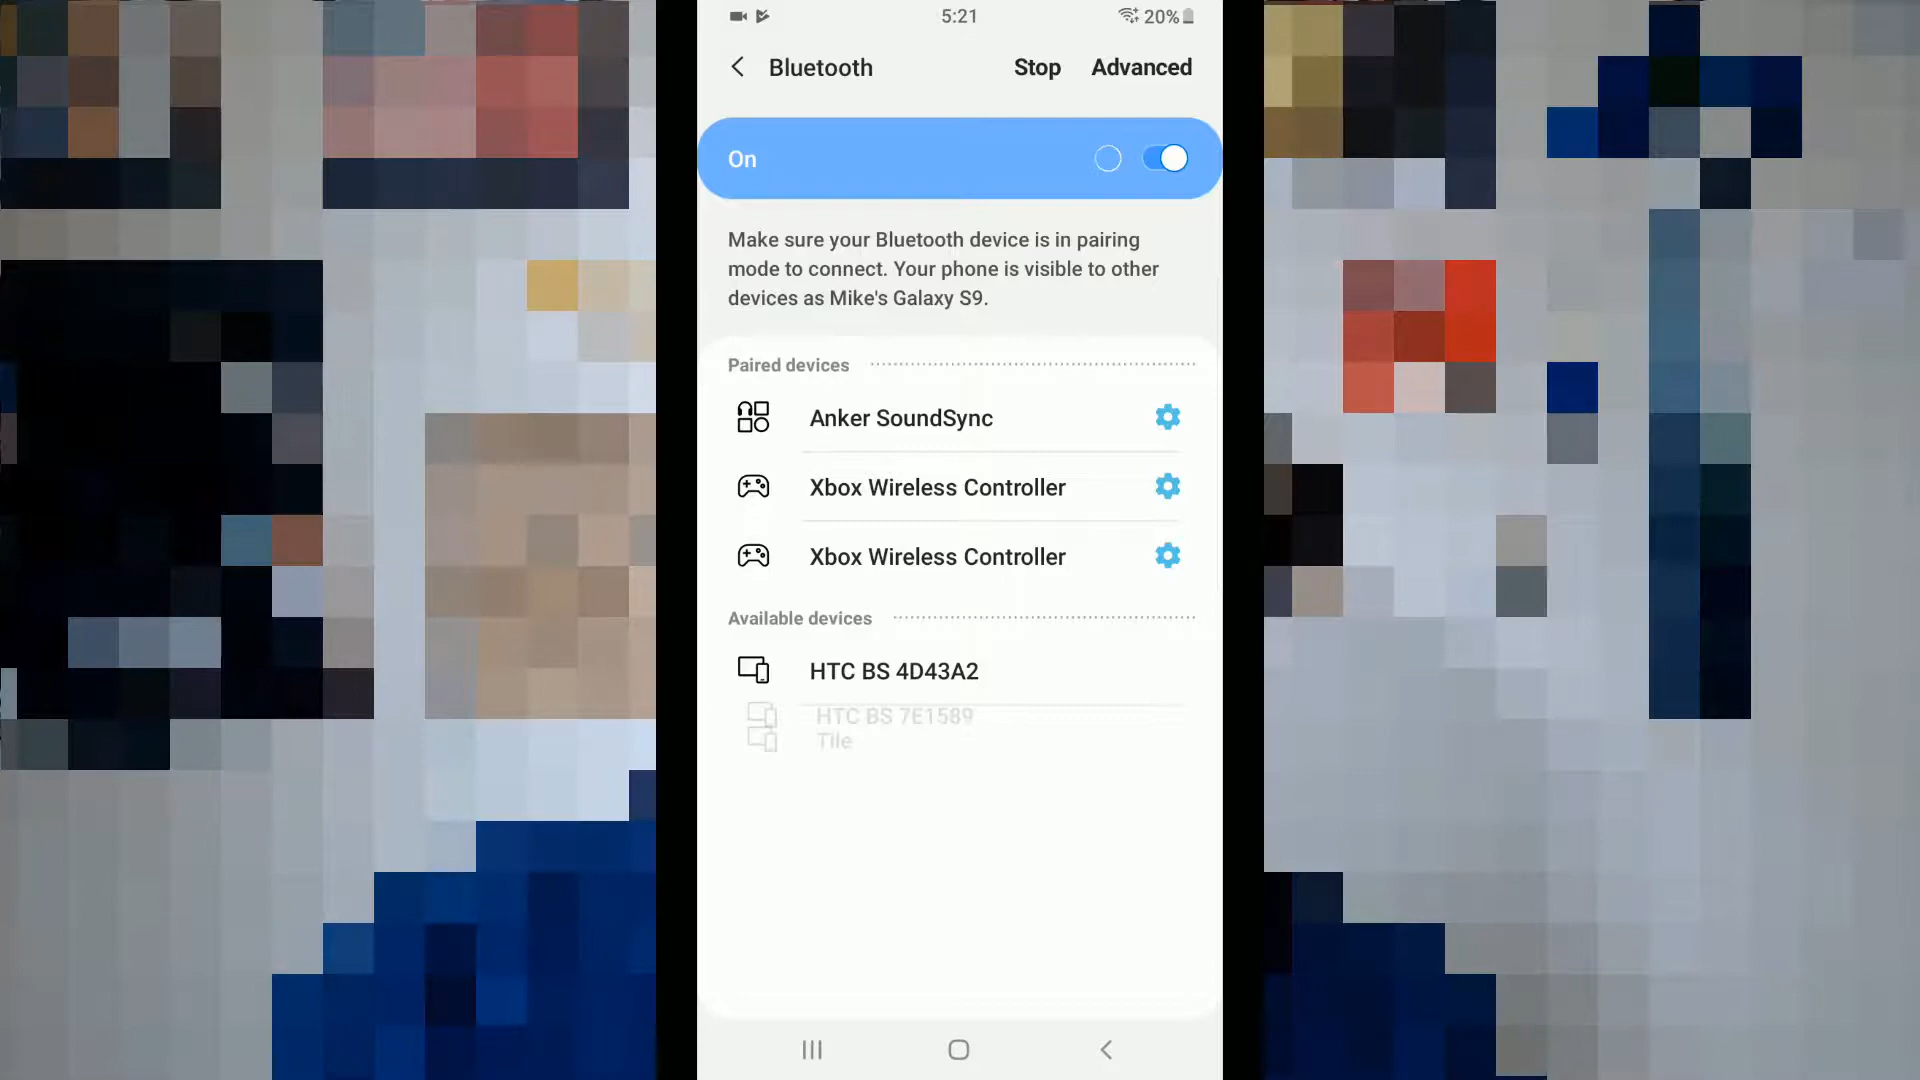 5:21
20%
Bluetooth Stop Advanced
On
Make sure your Bluetooth device is in pairing
mode to connect. Your phone is visible to other
devices as Mike's Galaxy S9.
Paired devices
Anker SoundSync
Xbox Wireless Controller
Xbox Wireless Controller
Available devices
HTC BS 4D43A2
HTC BS 7E1589
Tile